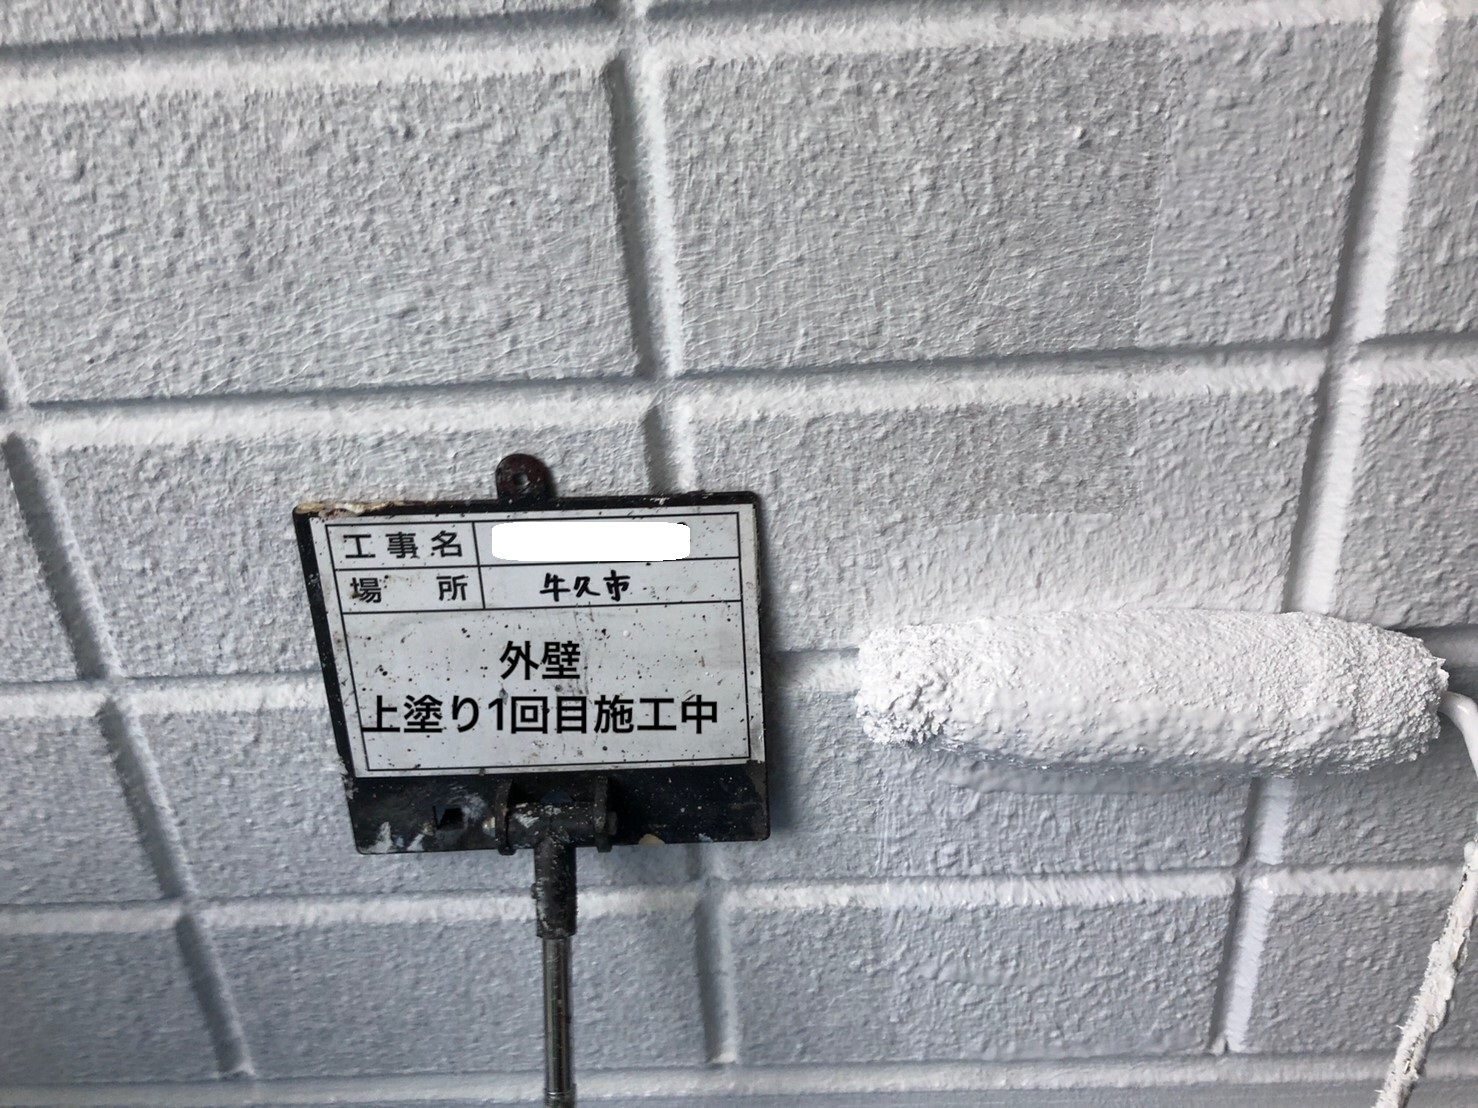 工事名
場所 牛久市
外壁
上塗り1回目施工中